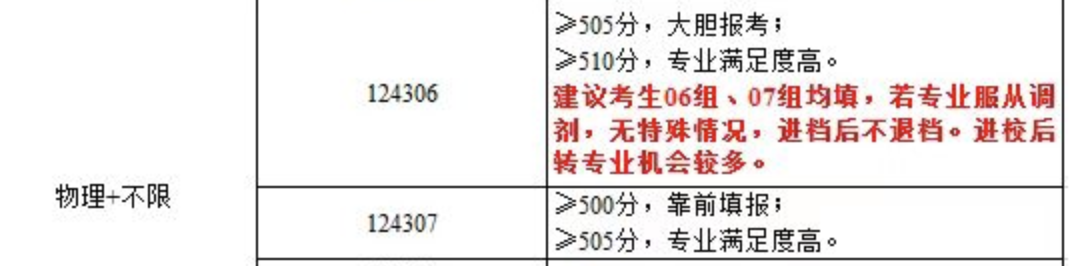 ≥505分，大胆报考；
≥510分，专业满足度高。
124306
建议考生06组、07组均填，若专业服从调
剂，无特殊情况，进档后不退档。进校后
转专业机会较多。
物理+不限
≥500分，靠前填报；
124307
≥505分，专业满足度高。